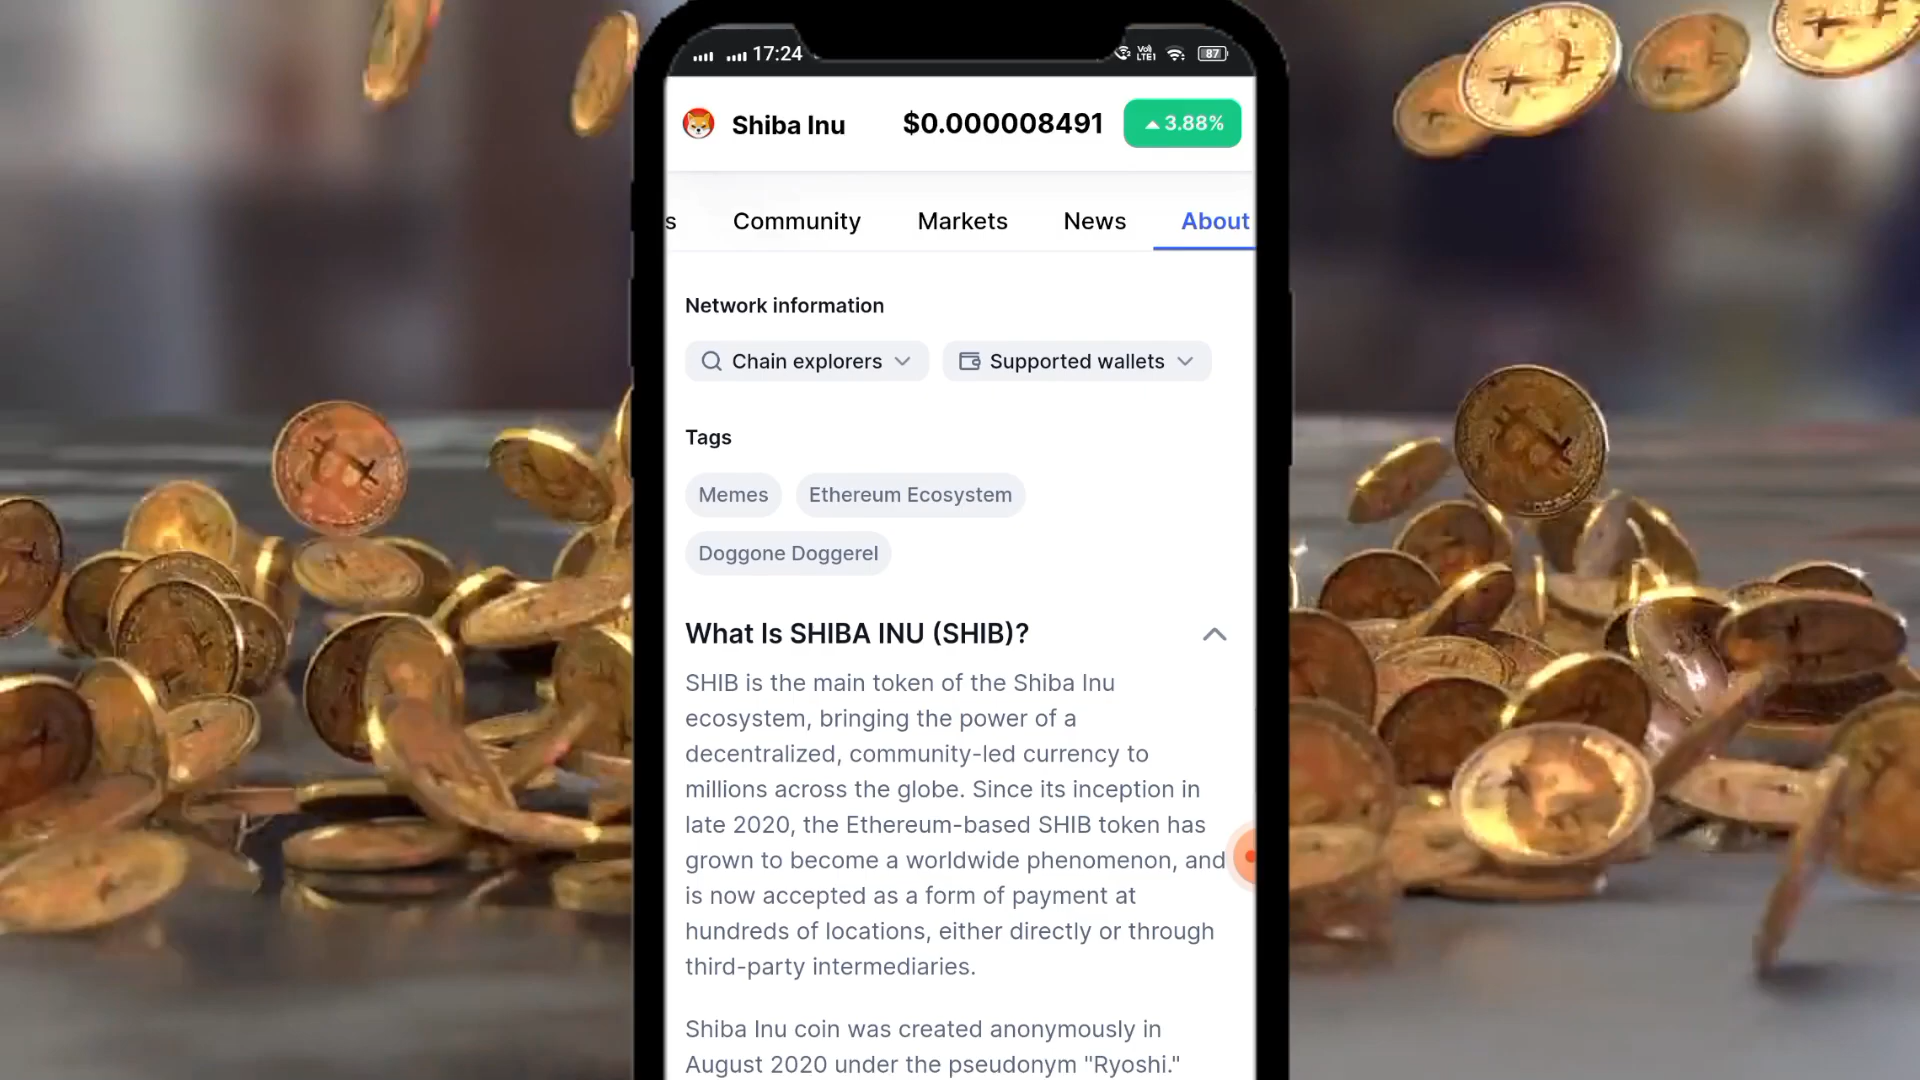 17:24 Vo) LTE1 87
Shiba Inu $0.000008491 3.88%
s Community Markets News About
Network information
Chain explorers Supported wallets
Tags
Memes Ethereum Ecosystem
Doggone Doggerel
What Is SHIBA INU (SHIB)?
SHIB is the main token of the Shiba Inu
ecosystem, bringing the power of a
decentralized, community-led currency to
millions across the globe. Since its inception in
late 2020, the Ethereum-based SHIB token has
grown to become a worldwide phenomenon, and
is now accepted as a form of payment at
hundreds of locations, either directly or through
third-party intermediaries.
Shiba Inu coin was created anonymously in
August 2020 under the pseudonym "Ryoshi."